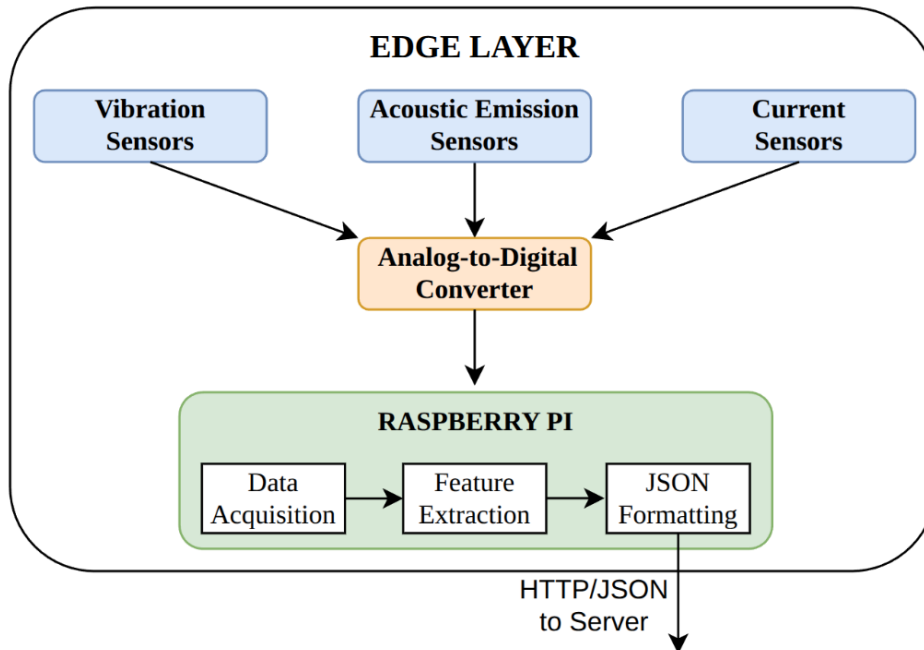 EDGE LAYER
Vibration
Sensors
Acoustic Emission
Sensors
Current
Sensors
Analog-to-Digital
Converter
RASPBERRY PI
Data
Acquisition
Feature
Extraction
JSON
Formatting
HTTP/JSON
to Server